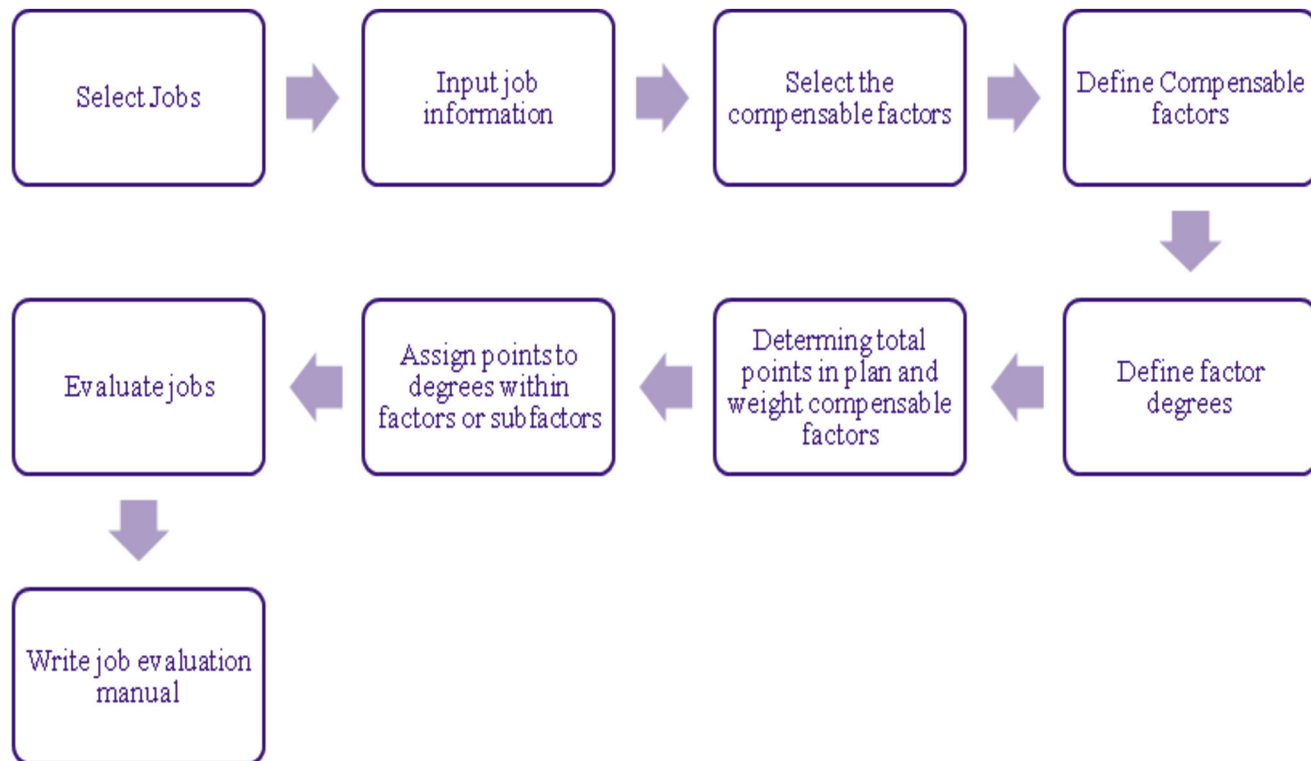 Select Jobs
Input job
information
Select the
compensable factors
Define Compensable
factors
Define factor
degrees
Determing total
points in plan and
weight compensable
factors
Assign points to
degrees within
factors or subfactors
Evaluate jobs
Write job evaluation
manual